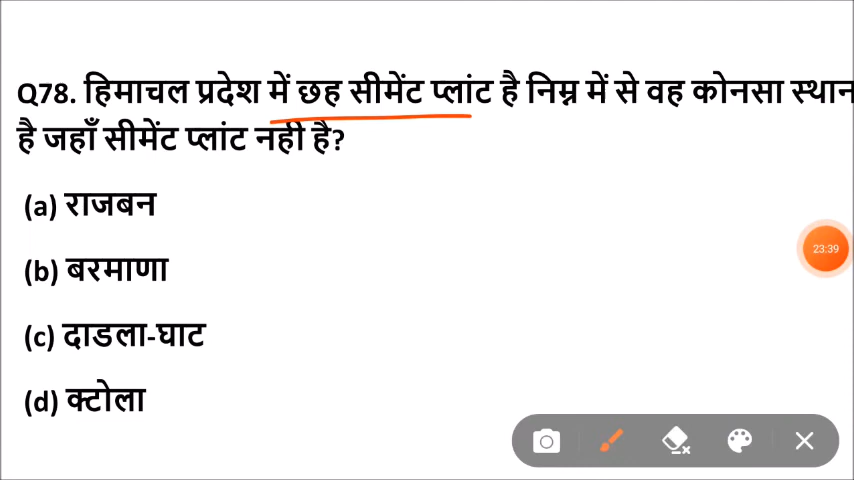 Q78. हिमाचल प्रदेश में छह सीमेंट प्लांट है निम्न में से वह कोनसा स्थान
है जहाँ सीमेंट प्लांट नही है?
(a) राजबन
(b) बरमाणा
(c) दाडला-घाट
(d) क्टोला
23:39